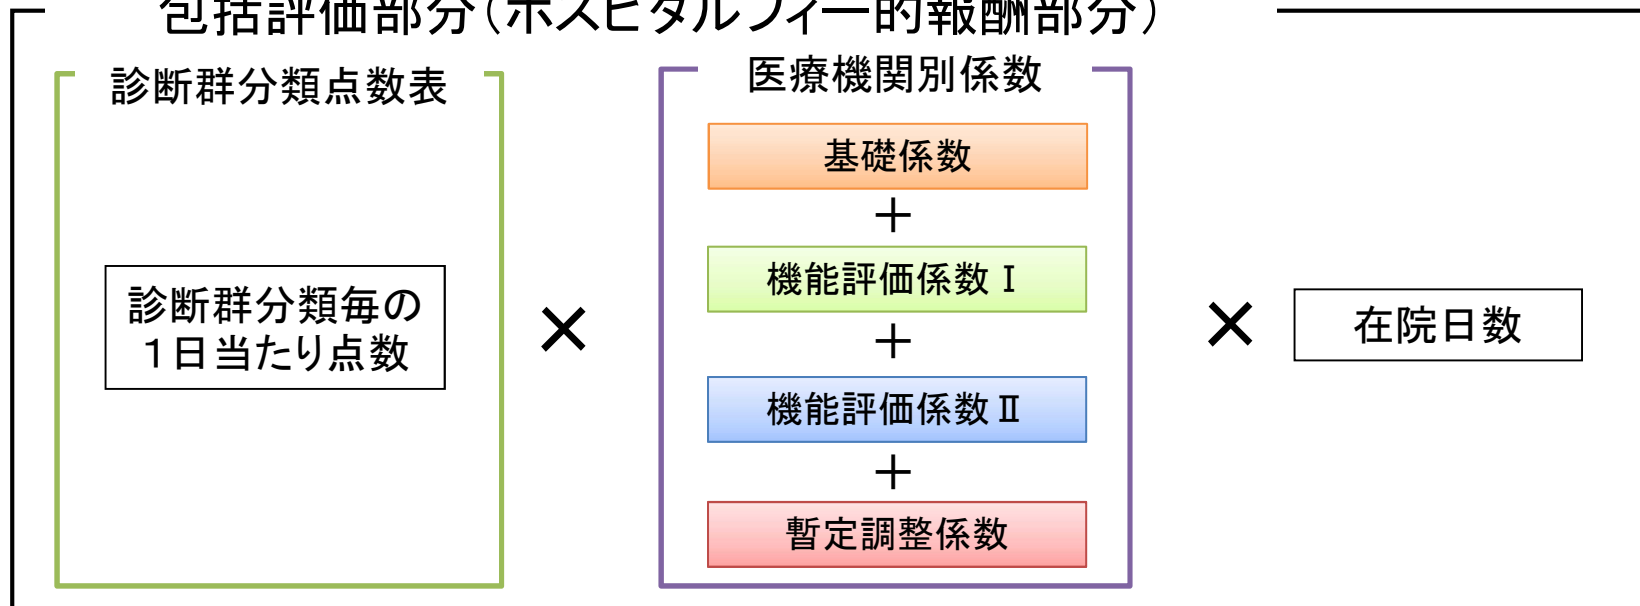 包括評価部分（ホスピタルフィー的報酬部分）
診断群分類点数表
診断群分類毎の
１日当たり点数
×
医療機関別係数
基礎係数
＋
機能評価係数Ⅰ
＋
機能評価係数Ⅱ
＋
暫定調整係数
×
在院日数